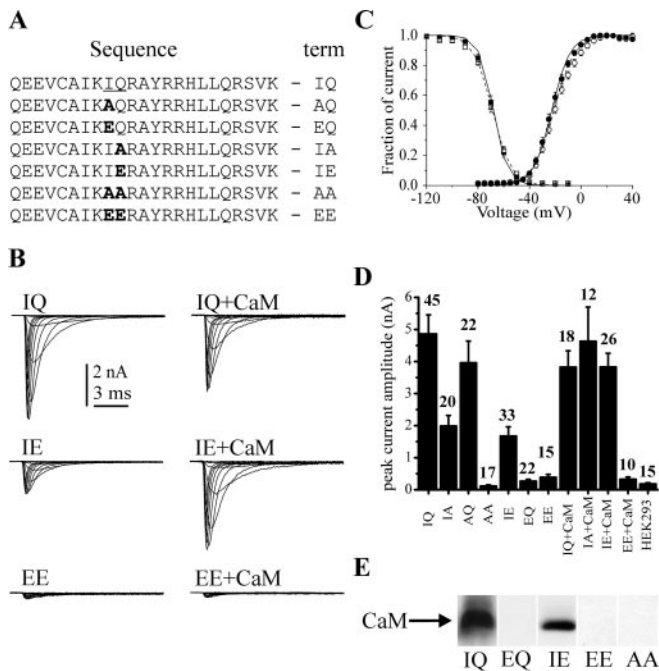 A
Sequence term
QEEVCAIKIQRAYRRHLLQRSVK – IQ
QEEVCAIKAQRAYRRHLLQRSVK – AQ
QEEVCAIKEQRAYRRHLLQRSVK – EQ
QEEVCAIKIARAYRRHLLQRSVK – IA
QEEVCAIKIERAYRRHLLQRSVK – IE
QEEVCAIKAARAYRRHLLQRSVK – AA
QEEVCAIKEERAYRRHLLQRSVK – EE
B
IQ IQ+CaM
2 nA
3 ms
IE IE+CaM
EE EE+CaM
C
Fraction of current
1.0
0.8
0.6
0.4
0.2
0.0
-120 -80 -40 0 40
Voltage (mV)
D
peak current amplitude (nA)
6
5
4
3
2
1
0
45 20 22 17 33 22 15 18 12 26 10 15
IQ IA AQ AA IE EQ EE IQ+CaM IA+CaM IE+CaM EE+CaM HEK293
E
CaM
IQ EQ IE EE AA